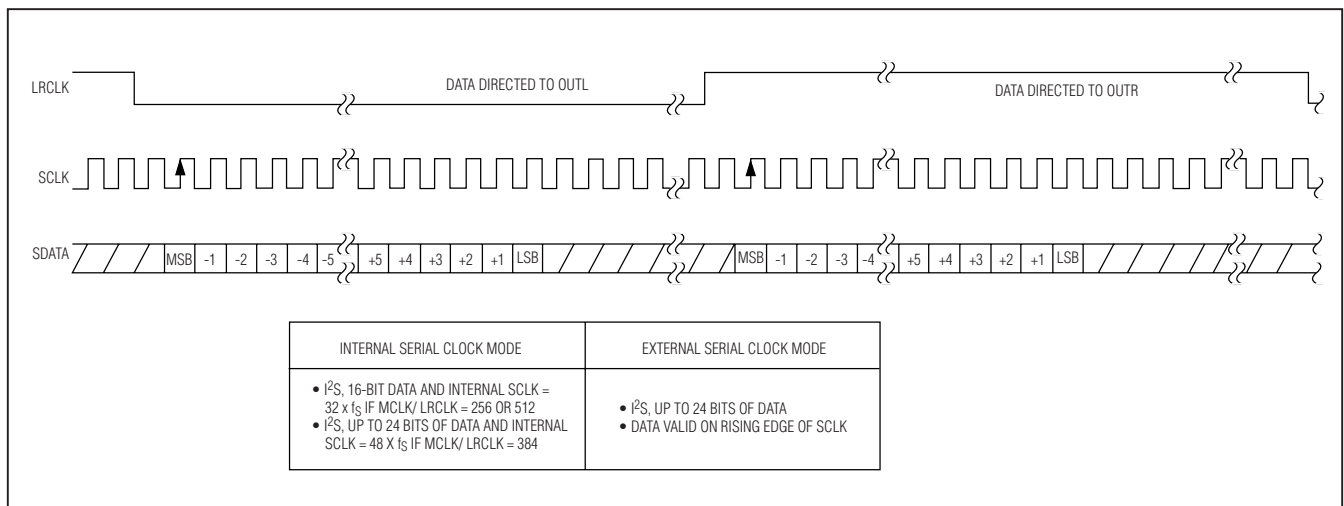 LRCLK
DATA DIRECTED TO OUTL
DATA DIRECTED TO OUTR
SCLK
SDATA
MSB -1 -2 -3 -4 -5 +5 +4 +3 +2 +1 LSB MSB -1 -2 -3 -4 +5 +4 +3 +2 +1 LSB
INTERNAL SERIAL CLOCK MODE
EXTERNAL SERIAL CLOCK MODE
• I²S, 16-BIT DATA AND INTERNAL SCLK =
32 x fS IF MCLK/ LRCLK = 256 OR 512
• I²S, UP TO 24 BITS OF DATA AND INTERNAL
SCLK = 48 X fS IF MCLK/ LRCLK = 384
• I²S, UP TO 24 BITS OF DATA
• DATA VALID ON RISING EDGE OF SCLK